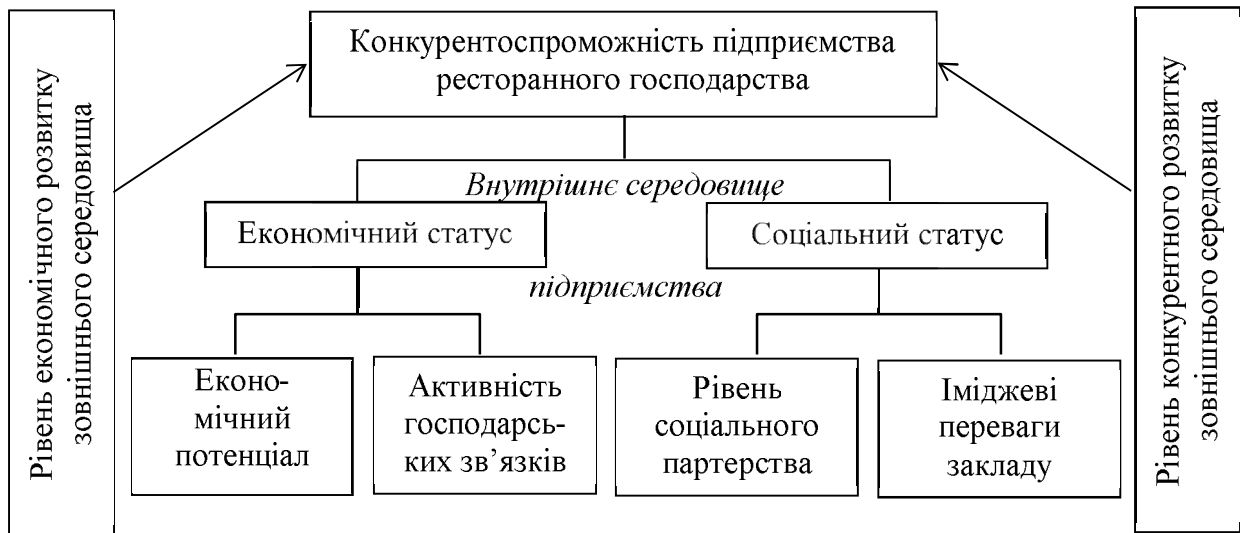 Рівень економічного розвитку
зовнішнього середовища
Конкурентоспроможність підприємства
ресторанного господарства
Внутрішнє середовище
Економічний статус
Соціальний статус
підприємства
Еконо-
мічний
потенціал
Активність
господарсь-
ких зв’язків
Рівень
соціального
партерства
Іміджеві
переваги
закладу
Рівень конкурентного розвитку
зовнішнього середовища